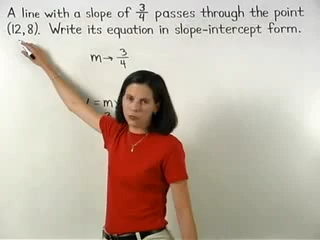 A line with a slope of 3/4 passes through the point
(12,8). Write its equation in slope-intercept form.
m → 3/4
= m